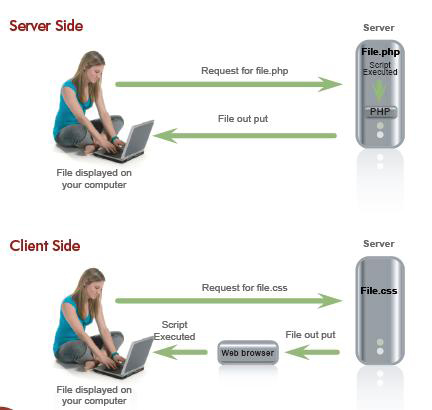 Server Side
Server
File.php
Script
Executed
PHP
Request for file.php
File out put
File displayed on
your computer
Client Side
Server
File.css
Request for file.css
Script
Executed
Web browser
File out put
File displayed on
your computer